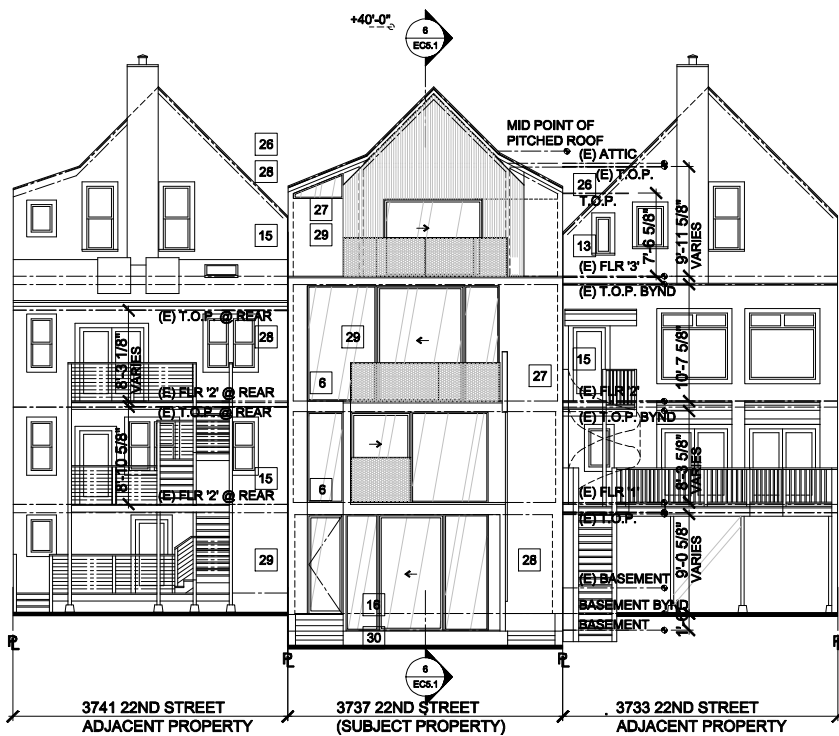 +40'-0"
6
EC5.1
MID POINT OF
PITCHED ROOF
(E) ATTIC
(E) T.O.P.
26
28
26
T.O.P.
27
29
15
13
7'-6 5/8"
9'-11 5/8"
VARIES
(E) FLR '3'
(E) T.O.P. BYND
(E) T.O.P. @ REAR
28
29
8'-3 1/8"
VARIES
15
10'-7 5/8"
6
27
(E) FLR '2' @ REAR
(E) FLR '2'
(E) T.O.P. @ REAR
(E) T.O.P. BYND
8'-10 5/8"
8'-3 5/8"
VARIES
15
6
(E) FLR '2' @ REAR
(E) FLR '1'
(E) T.O.P.
29
28
9'-0 5/8"
VARIES
(E) BASEMENT
16
BASEMENT BYND
30
BASEMENT
PL
PL
PL
6
EC5.1
3741 22ND STREET
ADJACENT PROPERTY
3737 22ND STREET
(SUBJECT PROPERTY)
3733 22ND STREET
ADJACENT PROPERTY